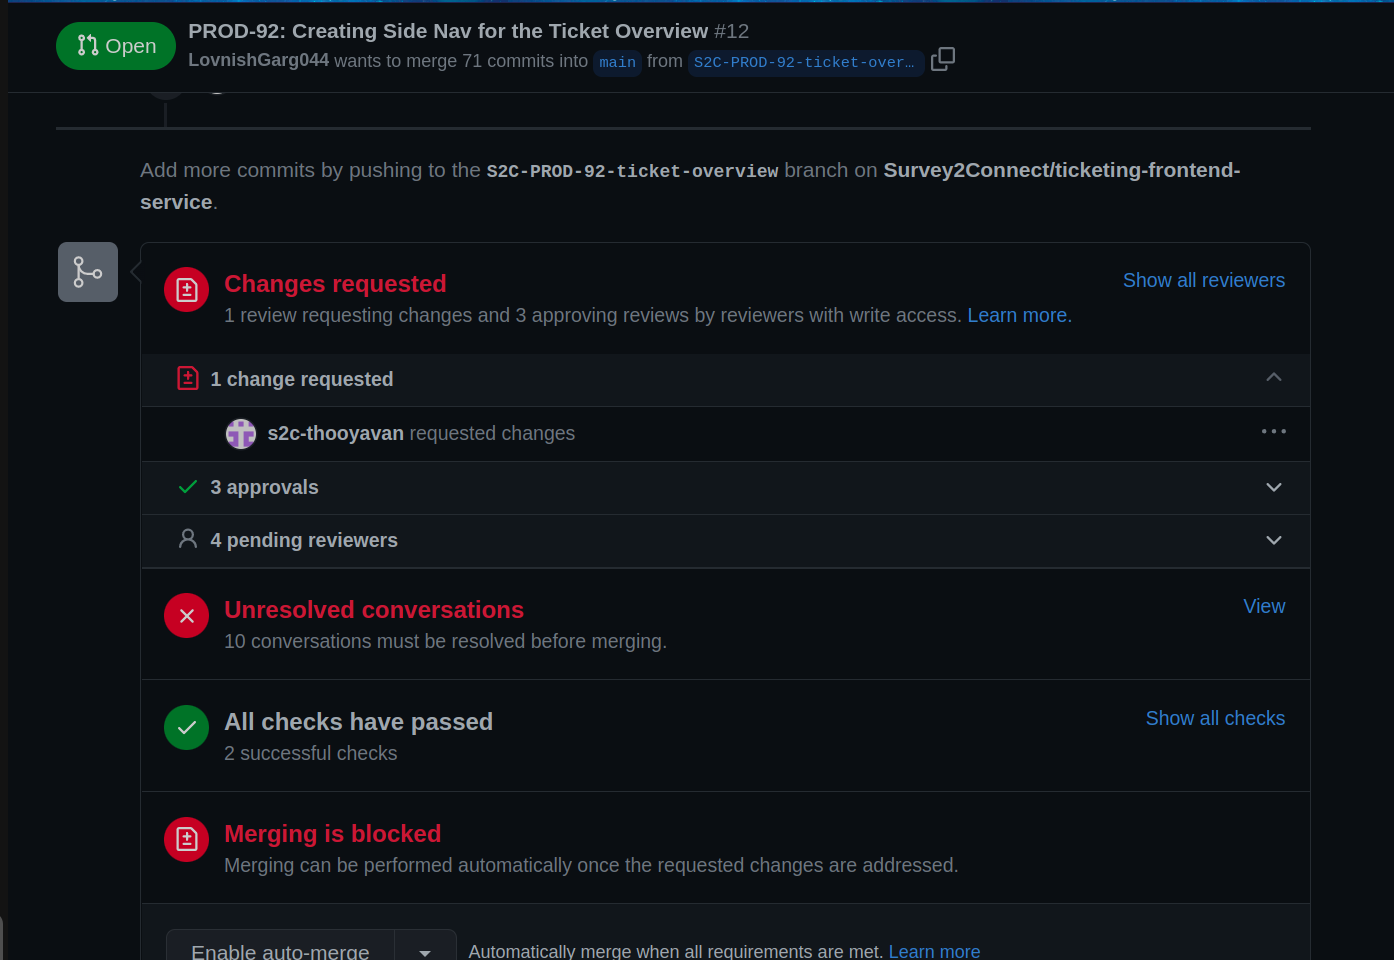 Open
PROD-92: Creating Side Nav for the Ticket Overview #12
LovnishGarg044 wants to merge 71 commits into main from S2C-PROD-92-ticket-over…
Add more commits by pushing to the S2C-PROD-92-ticket-overview branch on Survey2Connect/ticketing-frontend-
service.
Changes requested
Show all reviewers
1 review requesting changes and 3 approving reviews by reviewers with write access. Learn more.
1 change requested
s2c-thooyavan requested changes
3 approvals
4 pending reviewers
Unresolved conversations
View
10 conversations must be resolved before merging.
All checks have passed
Show all checks
2 successful checks
Merging is blocked
Merging can be performed automatically once the requested changes are addressed.
Enable auto-merge
Automatically merge when all requirements are met. Learn more